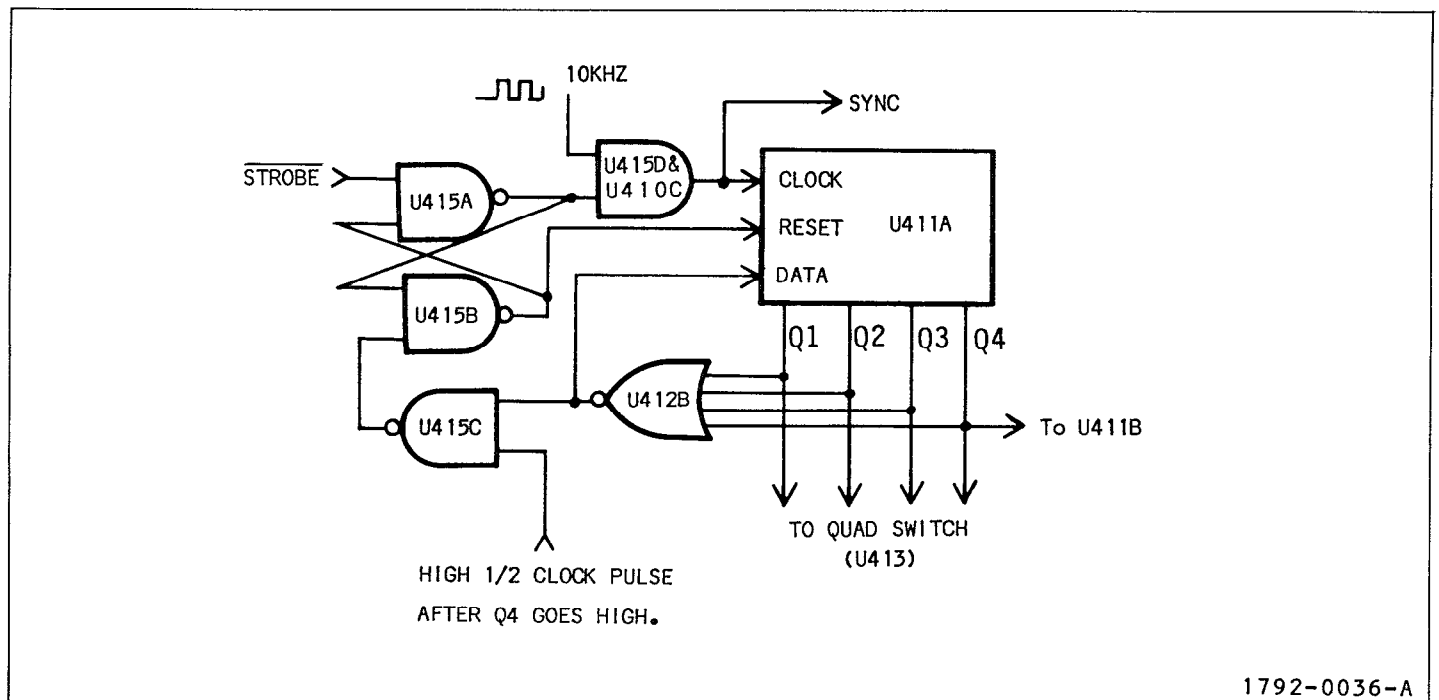 10KHZ
SYNC
STROBE
U415A
U415D&
U410C
CLOCK
RESET
U411A
DATA
U415B
Q1
Q2
Q3
Q4
U412B
U415C
To U411B
TO QUAD SWITCH
(U413)
HIGH 1/2 CLOCK PULSE
AFTER Q4 GOES HIGH.
1792-0036-A